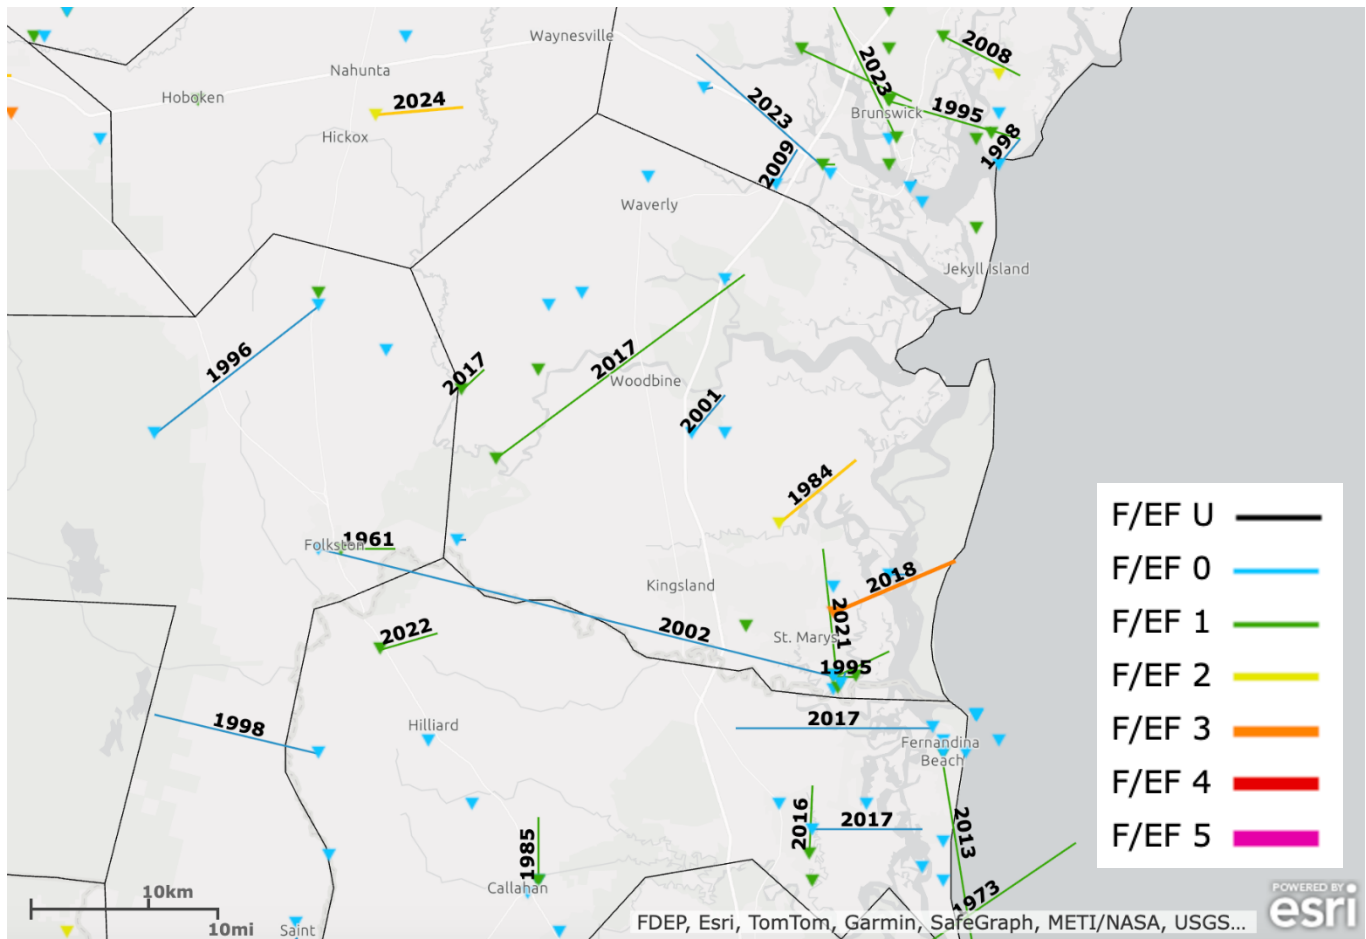 Waynesville
2008
2023
Nahunta
Hoboken
2024
2023
1995
Brunswick
Hickox
1998
2009
Waverly
Jekyll Island
1996
2017
2017
Woodbine
2001
1984
F/EF U
F/EF 0
F/EF 1
F/EF 2
F/EF 3
F/EF 4
F/EF 5
Folkston
1961
2018
Kingsland
2021
2022
2002
St. Marys
1995
1998
Hilliard
2017
Fernandina
Beach
2016
2017
2013
1985
Callahan
1973
10km
10mi
Saint
FDEP, Esri, TomTom, Garmin, SafeGraph, METI/NASA, USGS...
POWERED BY
esri